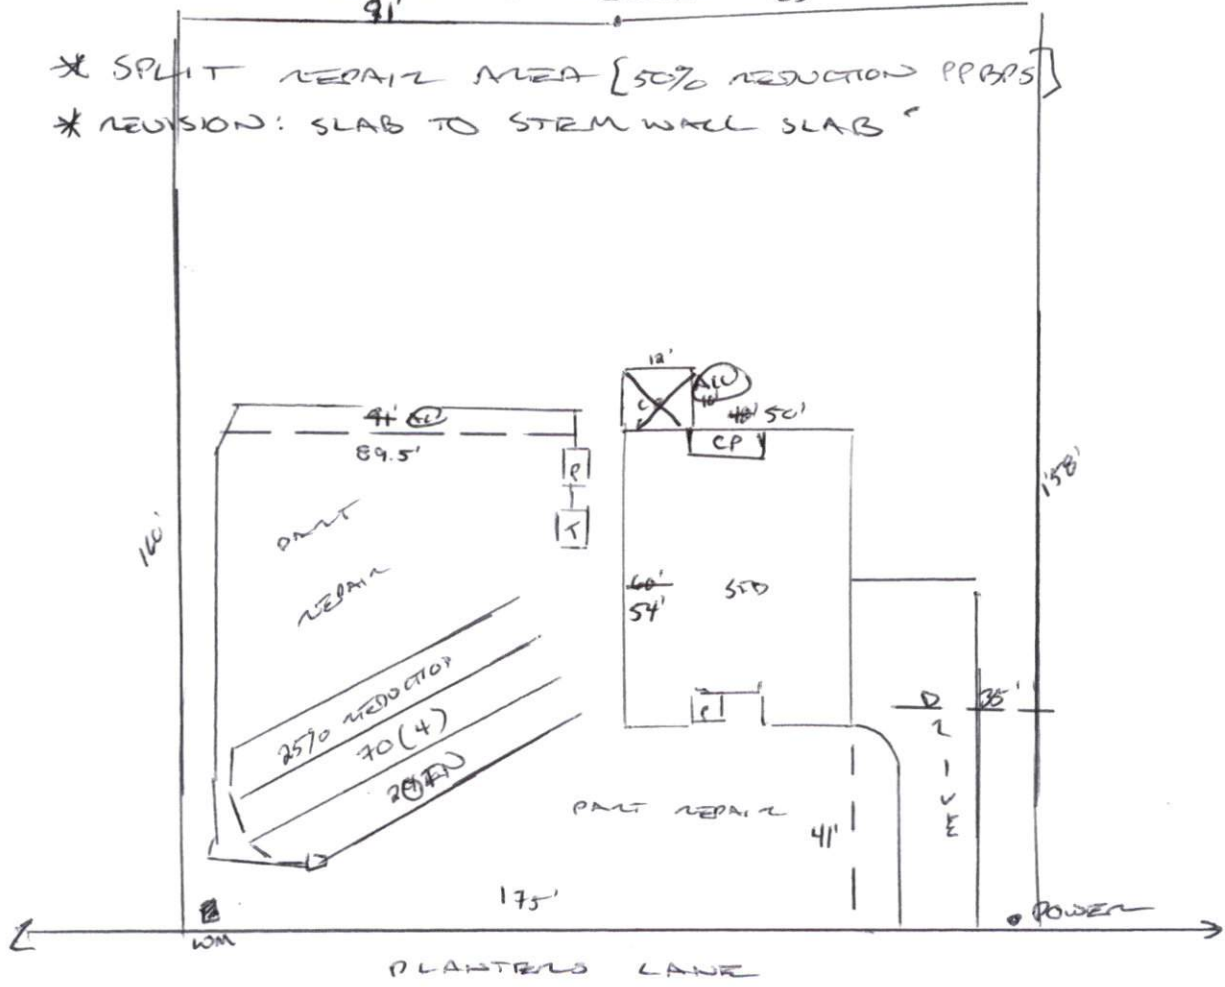 91'
* SPLIT REPAIR AREA [50% REDUCTION PPBPS]
* REVISION: SLAB TO STEM WALL SLAB
12'
50'
CP
89.5'
P
T
158'
160'
PART
REPAIR
60'
54'
SFD
25% REDUCTION
70(4)
P
D
R
I
V
E
35'
PART REPAIR
41'
175'
WM
POWER
PLANTERS LANE